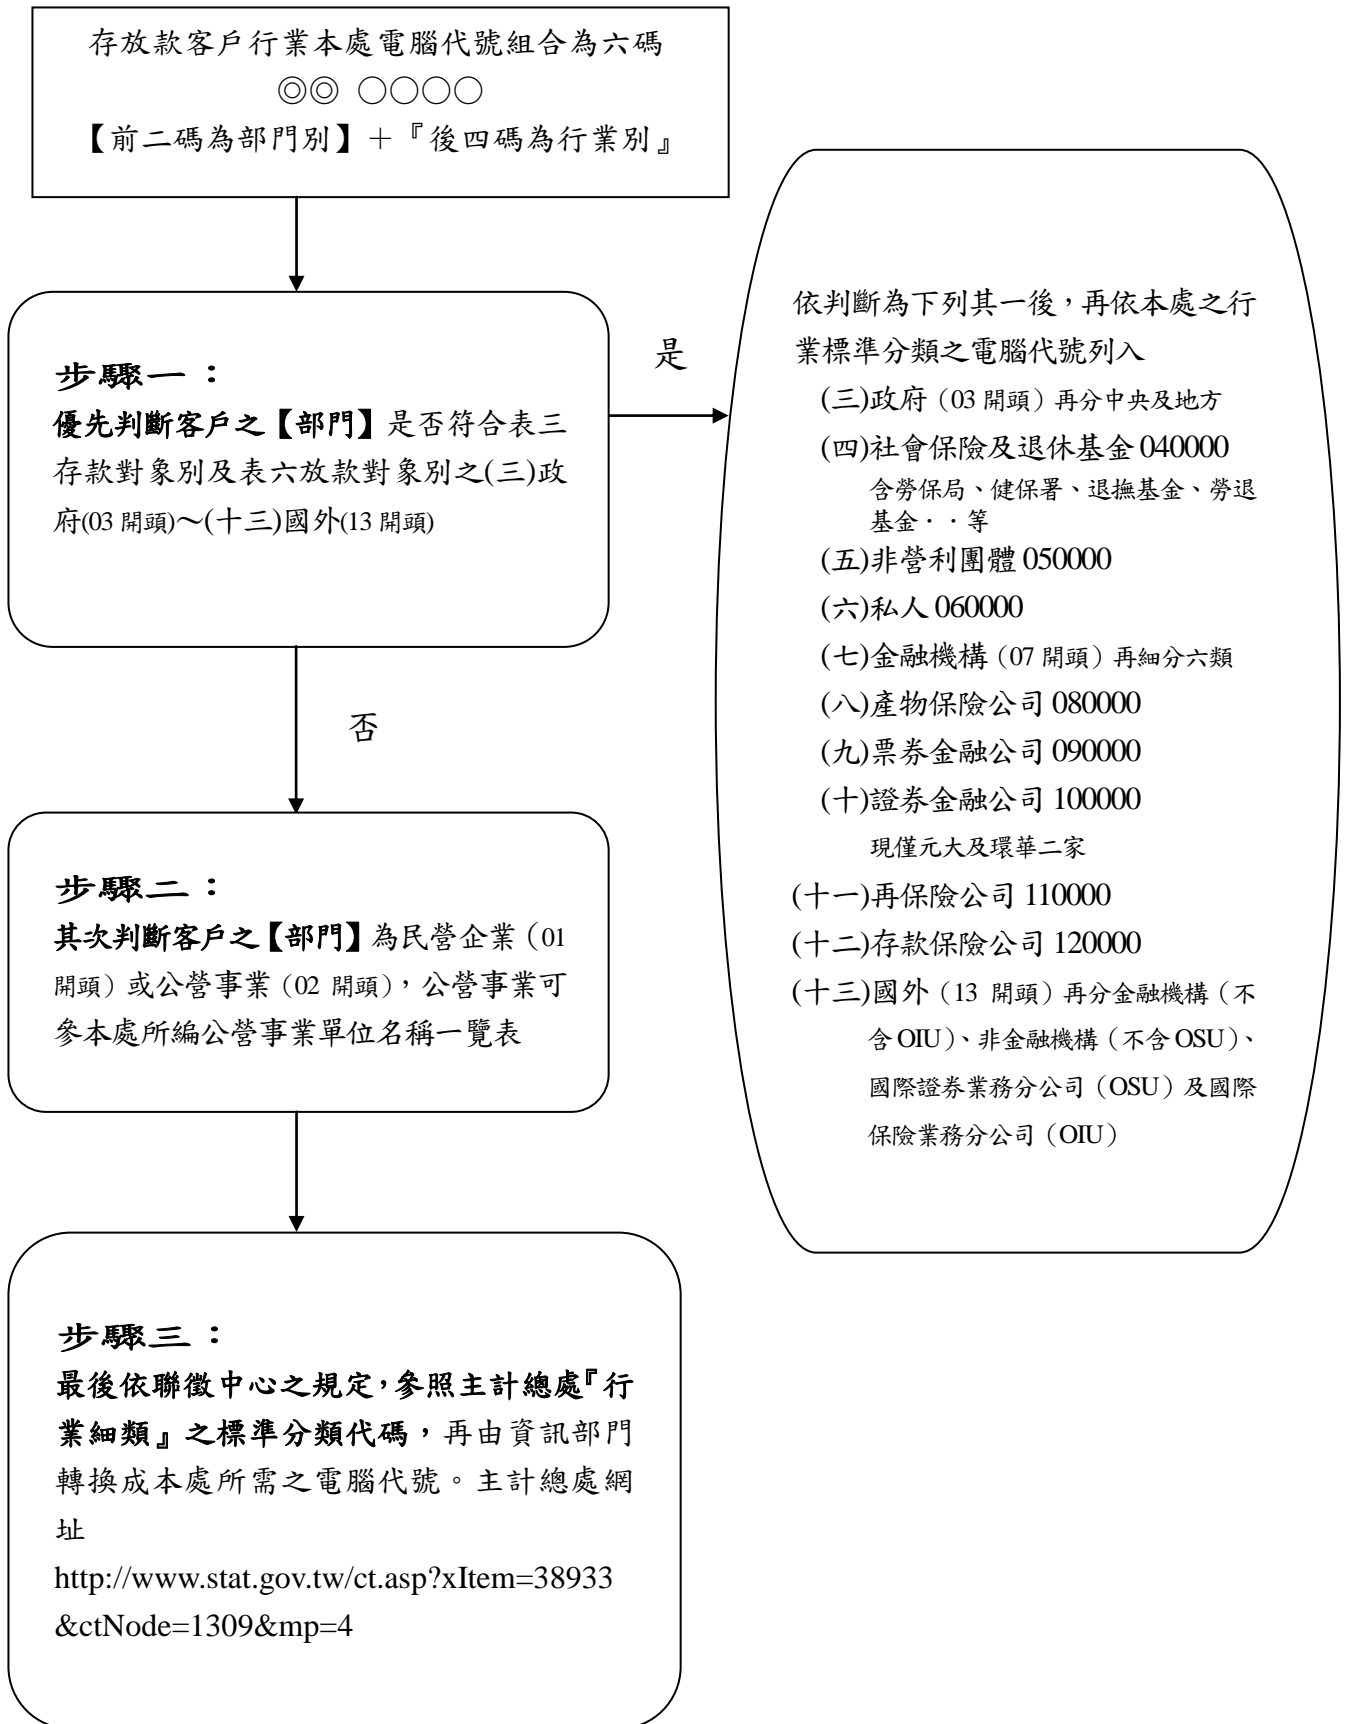 存放款客戶行業本處電腦代號組合為六碼
◎◎ ○○○○
【前二碼為部門別】＋『後四碼為行業別』
步驟一：
優先判斷客戶之【部門】是否符合表三
存款對象別及表六放款對象別之(三)政
府(03 開頭)～(十三)國外(13 開頭)
是
依判斷為下列其一後，再依本處之行
業標準分類之電腦代號列入
(三)政府（03 開頭）再分中央及地方
(四)社會保險及退休基金 040000
含勞保局、健保署、退撫基金、勞退
基金‧‧等
(五)非營利團體 050000
(六)私人 060000
(七)金融機構（07 開頭）再細分六類
(八)產物保險公司 080000
(九)票券金融公司 090000
(十)證券金融公司 100000
現僅元大及環華二家
(十一)再保險公司 110000
(十二)存款保險公司 120000
(十三)國外（13 開頭）再分金融機構（不
含 OIU）、非金融機構（不含 OSU）、
國際證券業務分公司（OSU）及國際
保險業務分公司（OIU）
否
步驟二：
其次判斷客戶之【部門】為民營企業（01
開頭）或公營事業（02 開頭），公營事業可
參本處所編公營事業單位名稱一覽表
步驟三：
最後依聯徵中心之規定，參照主計總處『行
業細類』之標準分類代碼，再由資訊部門
轉換成本處所需之電腦代號。主計總處網
址
http://www.stat.gov.tw/ct.asp?xItem=38933
&ctNode=1309&mp=4